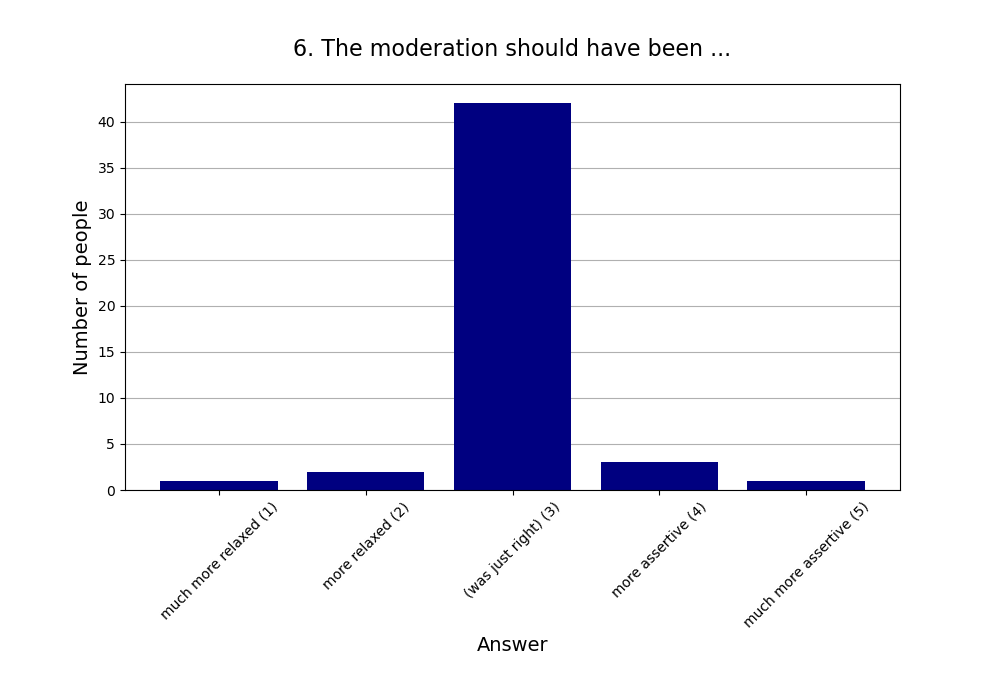 6. The moderation should have been ...
Number of people
40
35
30
25
20
15
10
5
0
much more relaxed (1)
more relaxed (2)
(was just right) (3)
more assertive (4)
much more assertive (5)
Answer